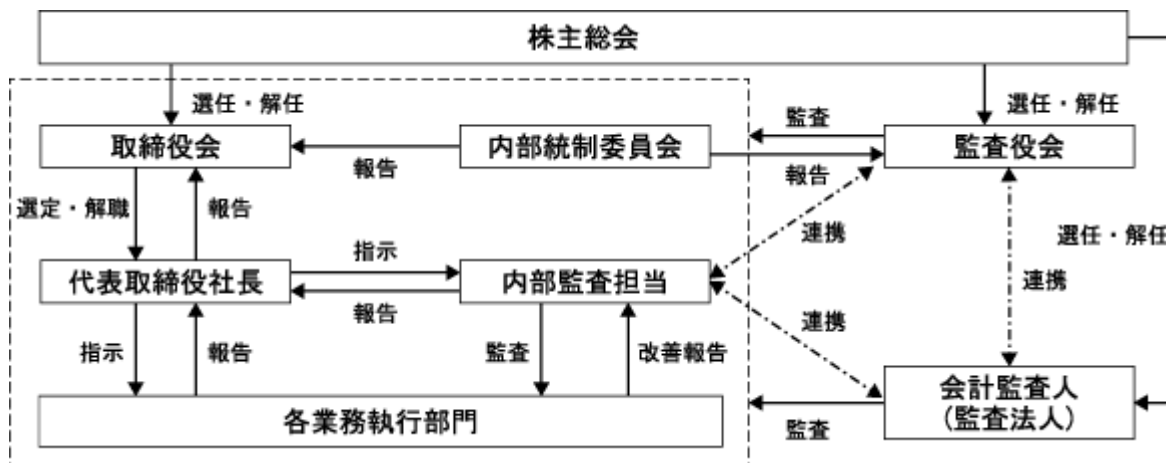 株主総会
選任・解任
選任・解任
監査
取締役会
内部統制委員会
監査役会
報告
報告
選定・解職
報告
連携
選任・解任
指示
代表取締役社長
内部監査担当
連携
報告
連携
指示
報告
監査
改善報告
会計監査人
(監査法人)
各業務執行部門
監査